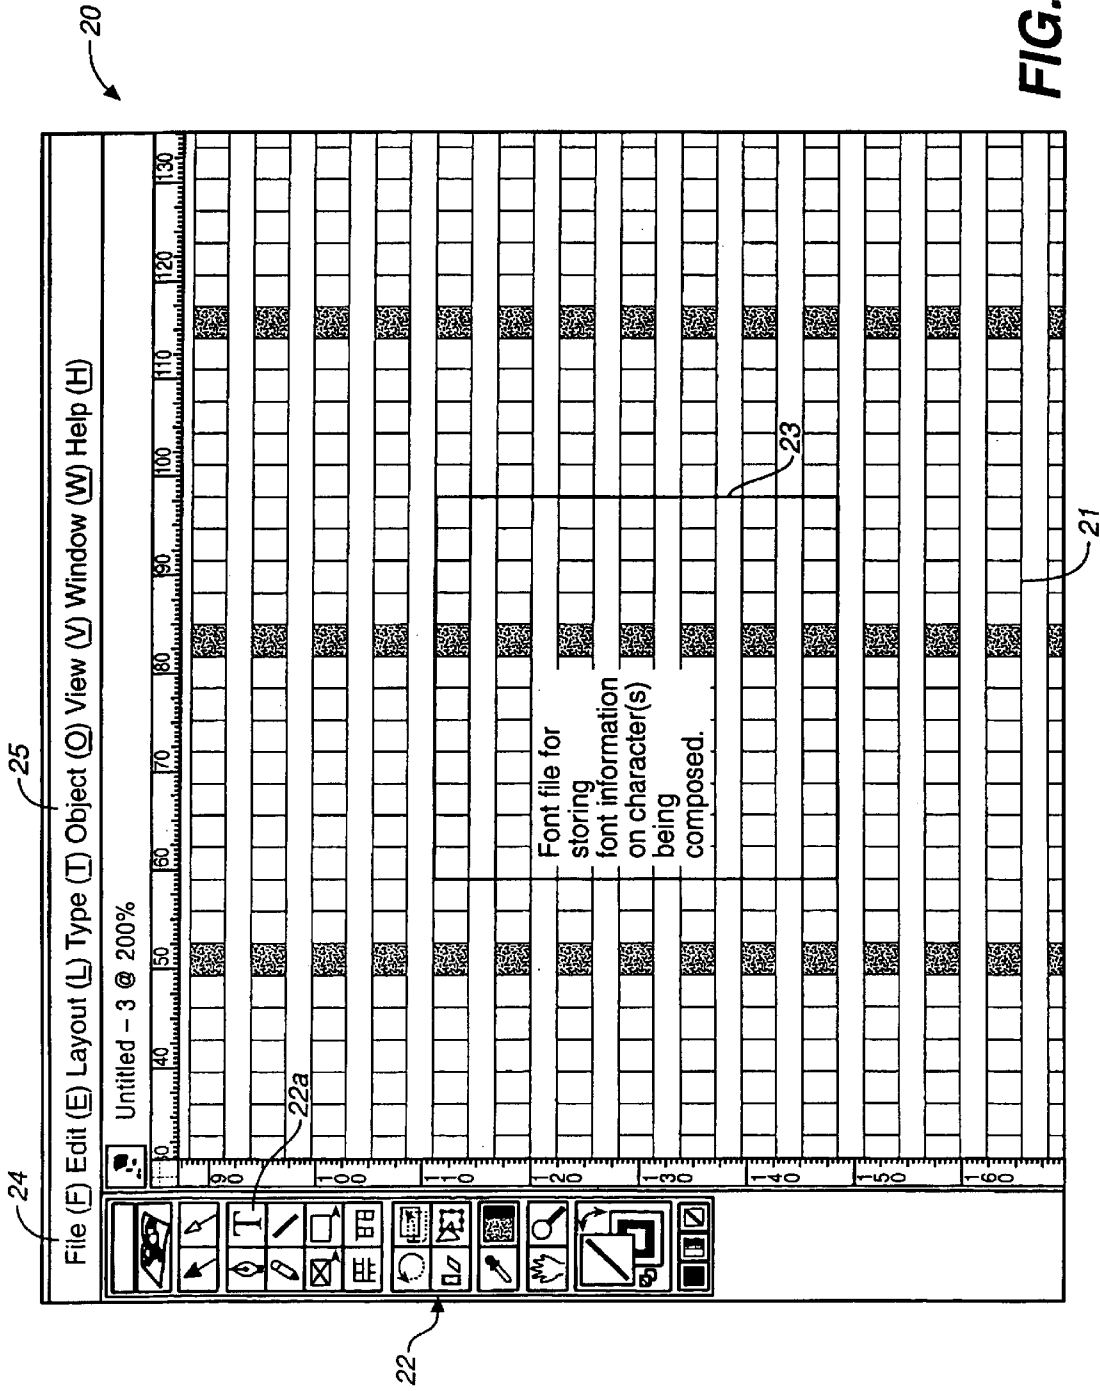 20
25
24
File (F) Edit (E) Layout (L) Type (T) Object (O) View (V) Window (W) Help (H)
Untitled – 3 @ 200%
40 50 60 70 80 90 100 110 120 130
22a
T
22
90
100
110
120
130
140
150
160
Font file for
storing
font information
on character(s)
being
composed.
23
21
FIG.